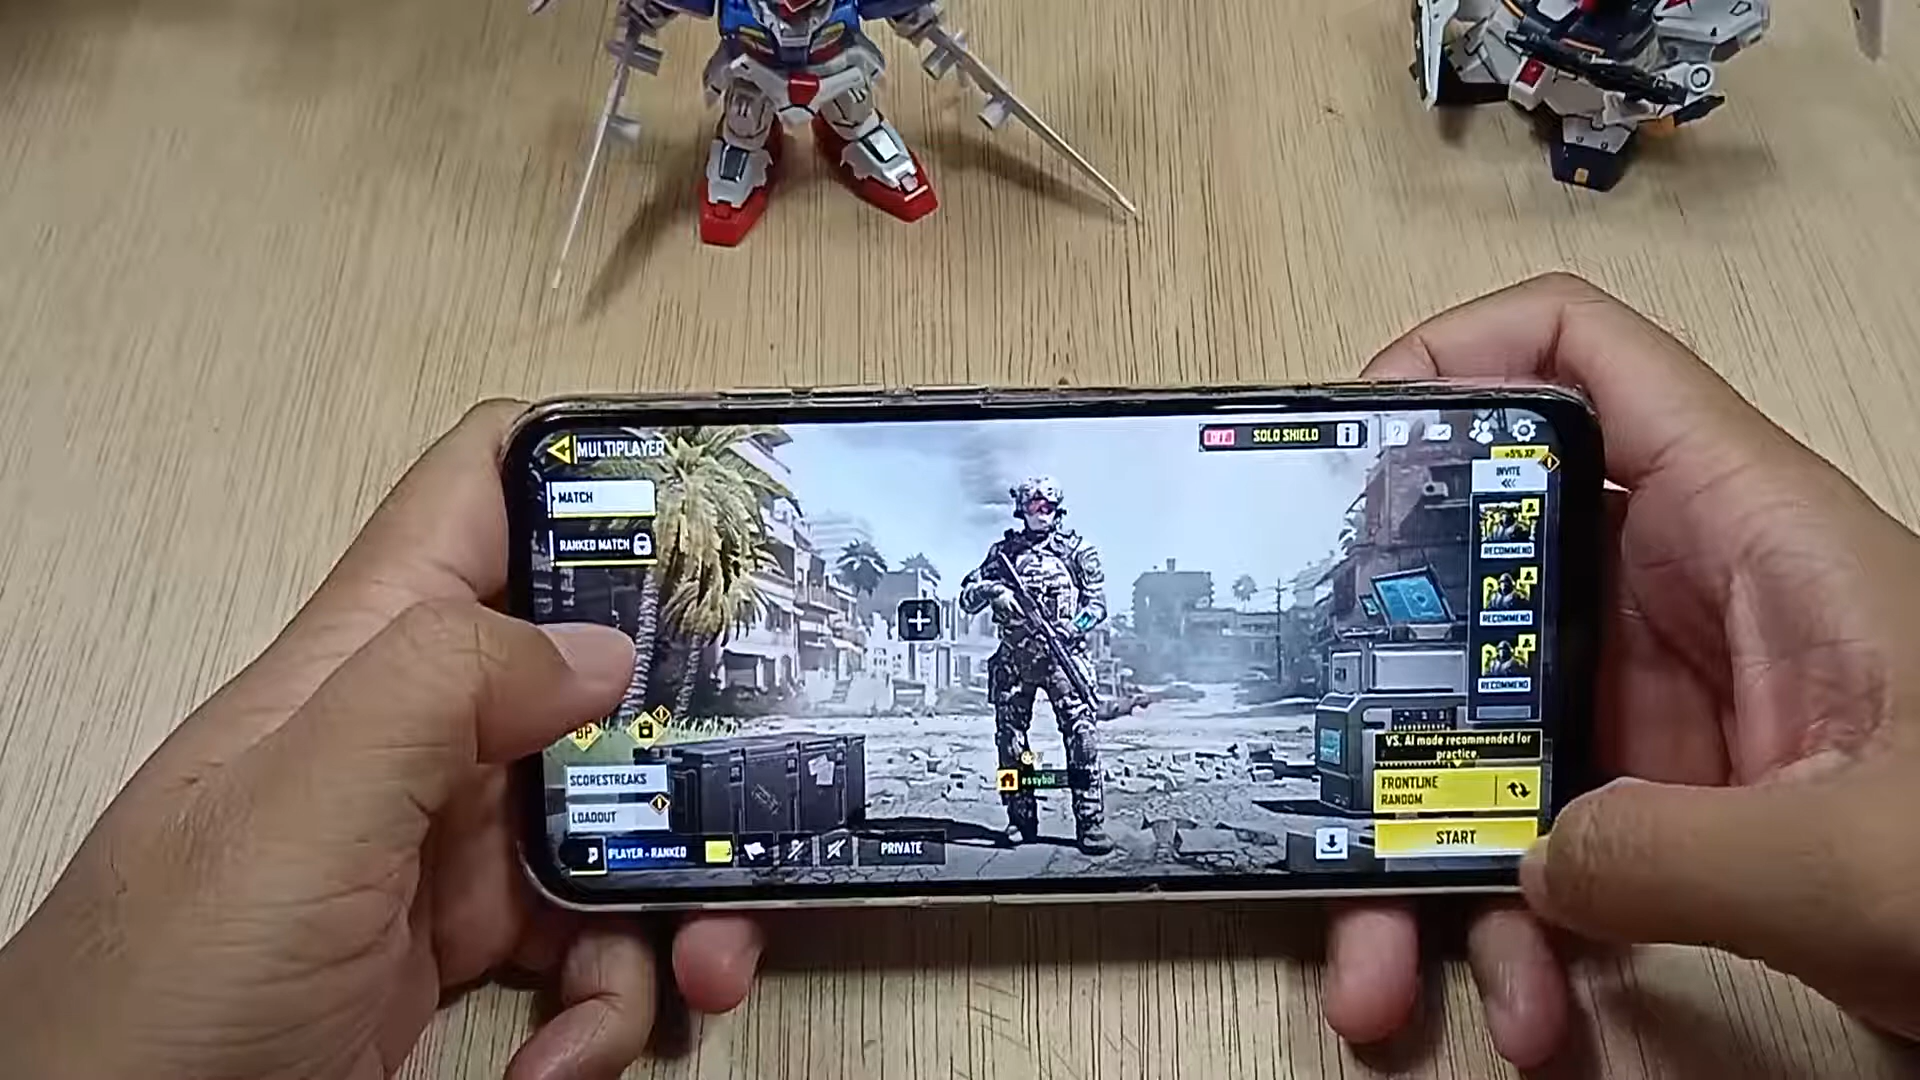 MULTIPLAYER
OFF SOLO SHIELD i
?
+5% XP
INVITE
MATCH
RANKED MATCH
RECOMMEND
RECOMMEND
RECOMMEND
BP
VS. AI mode recommended for
practice.
SCORESTREAKS
FRONTLINE
RANDOM
LOADOUT
START
PLAYER - RANKED
PRIVATE